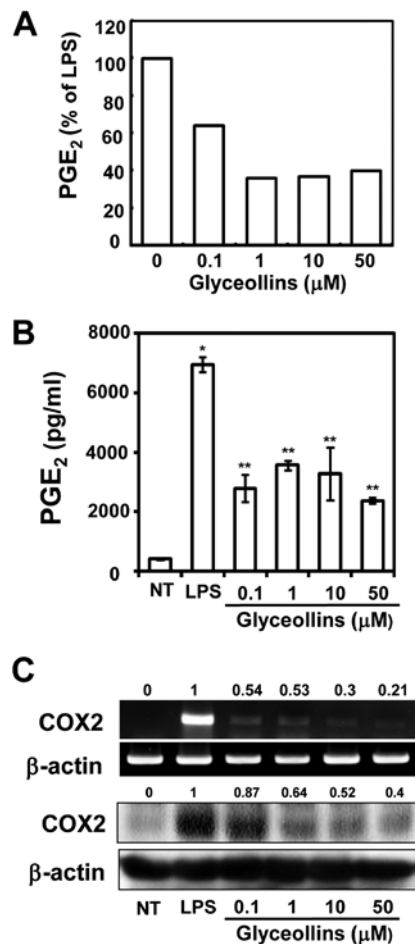 A
PGE2 (% of LPS)
120
100
80
60
40
20
0
0 0.1 1 10 50
Glyceollins (µM)
B
PGE2 (pg/ml)
8000
6000
4000
2000
0
*
**
**
**
**
NT LPS 0.1 1 10 50
Glyceollins (µM)
C
0 1 0.54 0.53 0.3 0.21
COX2
β-actin
0 1 0.87 0.64 0.52 0.4
COX2
β-actin
NT LPS 0.1 1 10 50
Glyceollins (µM)